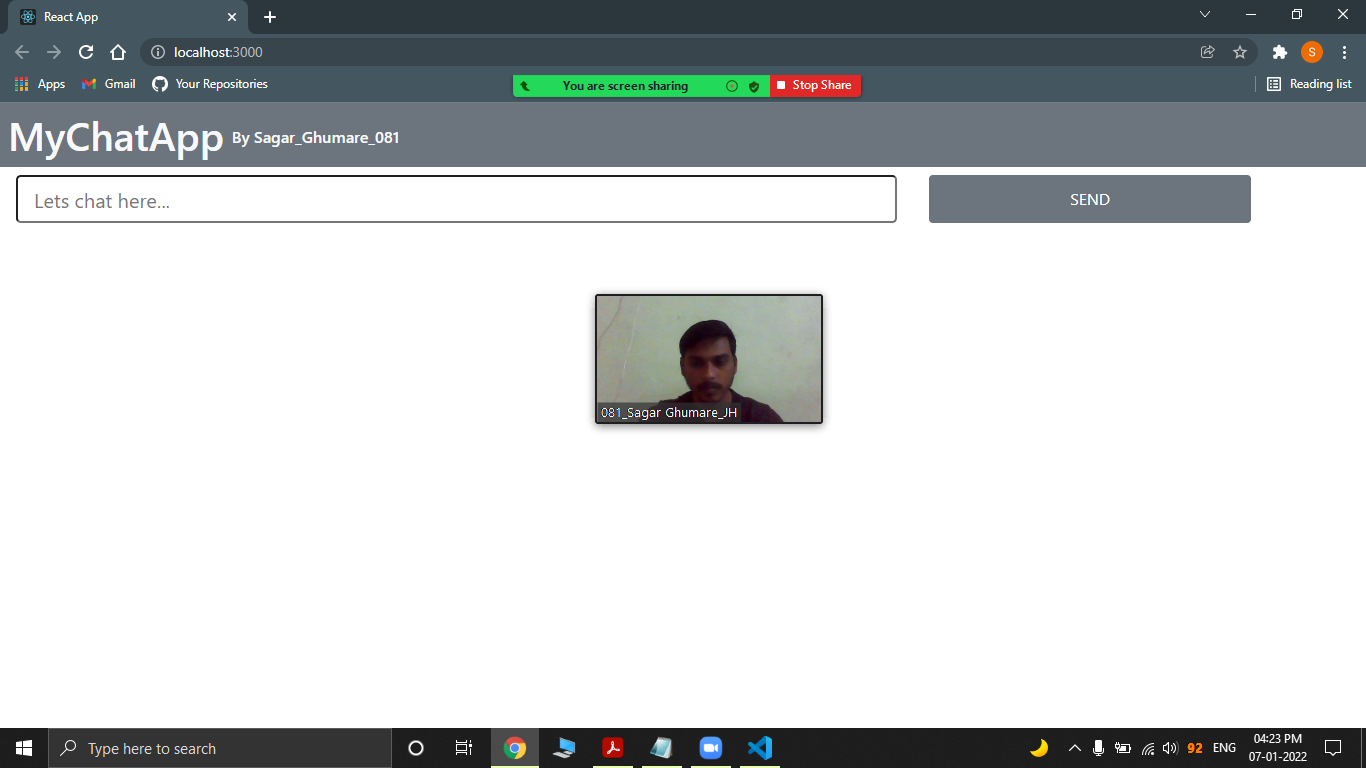 React App
localhost:3000
Apps Gmail Your Repositories You are screen sharing Stop Share Reading list
MyChatApp By Sagar_Ghumare_081
Lets chat here... SEND
081_Sagar Ghumare_JH
Type here to search 92 ENG 04:23 PM
07-01-2022
S